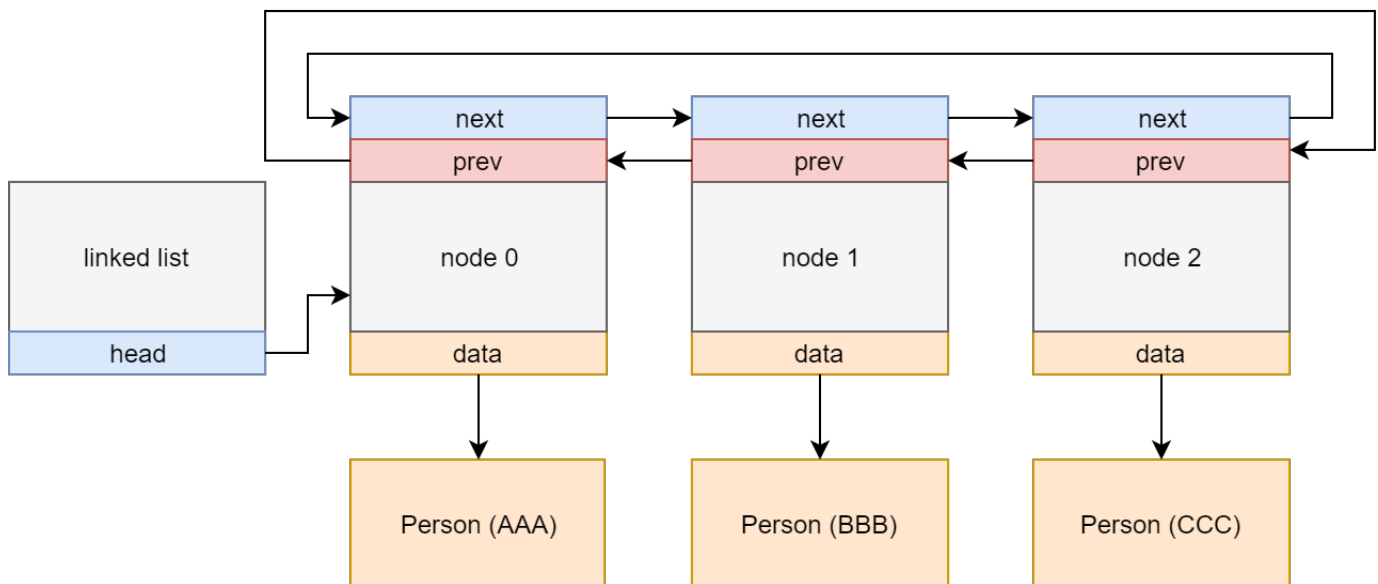 next
next
next
prev
prev
prev
linked list
node 0
node 1
node 2
head
data
data
data
Person (AAA)
Person (BBB)
Person (CCC)